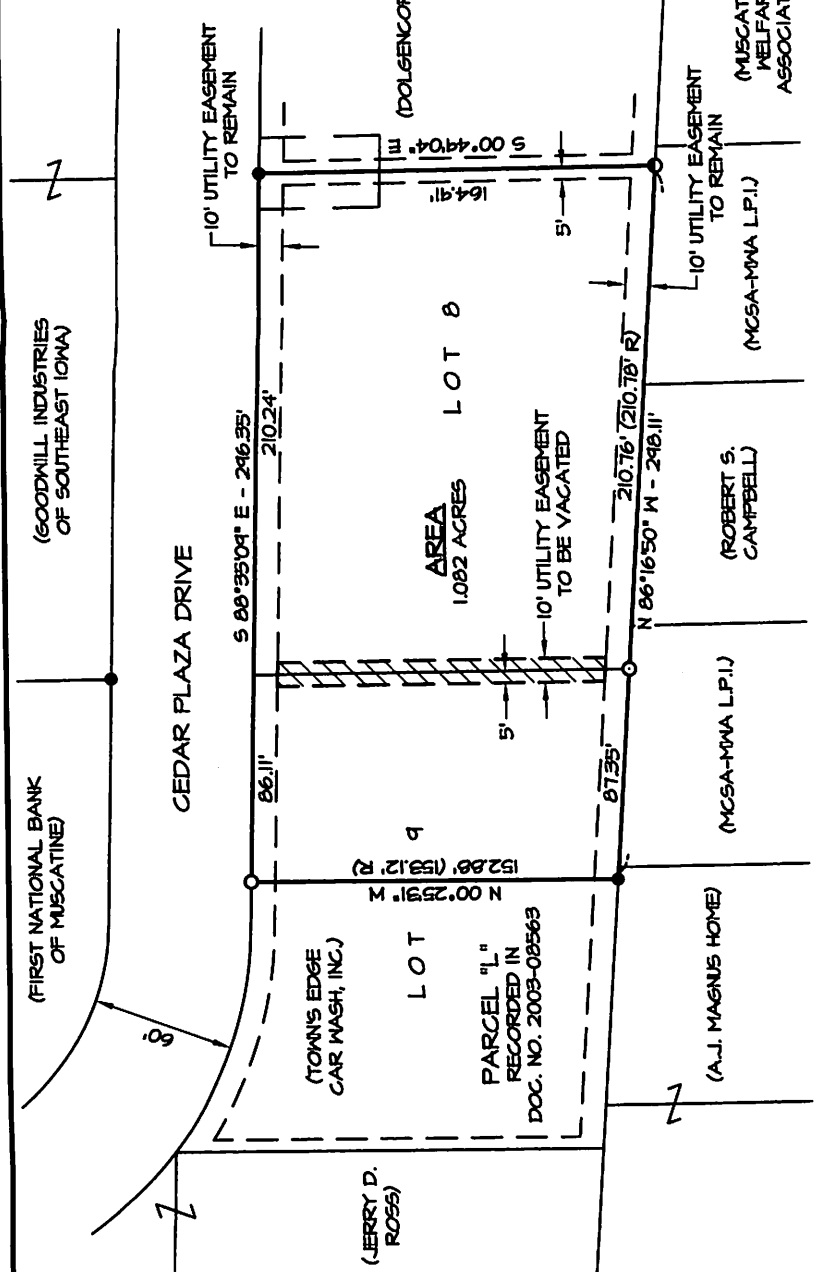 (FIRST NATIONAL BANK
OF MUSCATINE)
(GOODWILL INDUSTRIES
OF SOUTHEAST IOWA)
60'
CEDAR PLAZA DRIVE
10' UTILITY EASEMENT
TO REMAIN
S 88°35'09" E - 296.35'
86.11'
210.24'
(JERRY D.
ROSS)
(TOWN'S EDGE
CAR WASH, INC.)
LOT 9
PARCEL "L"
RECORDED IN
DOC. NO. 2003-08563
N 00°25'31" W
152.88' (153.12' R)
AREA
1.082 ACRES
LOT 8
10' UTILITY EASEMENT
TO BE VACATED
5'
164.91'
S 00°44'04" E
5'
(DOLGENCOR
87.35'
210.76' (210.78' R)
N 86°16'50" W - 298.11'
10' UTILITY EASEMENT
TO REMAIN
(A.J. MAGNUS HOME)
(MCSA-MWA L.P.I.)
(ROBERT S.
CAMPBELL)
(MCSA-MWA L.P.I.)
(MUSCAT
WELFAR
ASSOCIAT